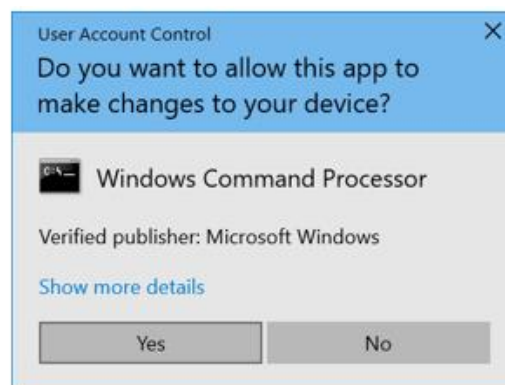 User Account Control
Do you want to allow this app to
make changes to your device?
Windows Command Processor
Verified publisher: Microsoft Windows
Show more details
Yes
No